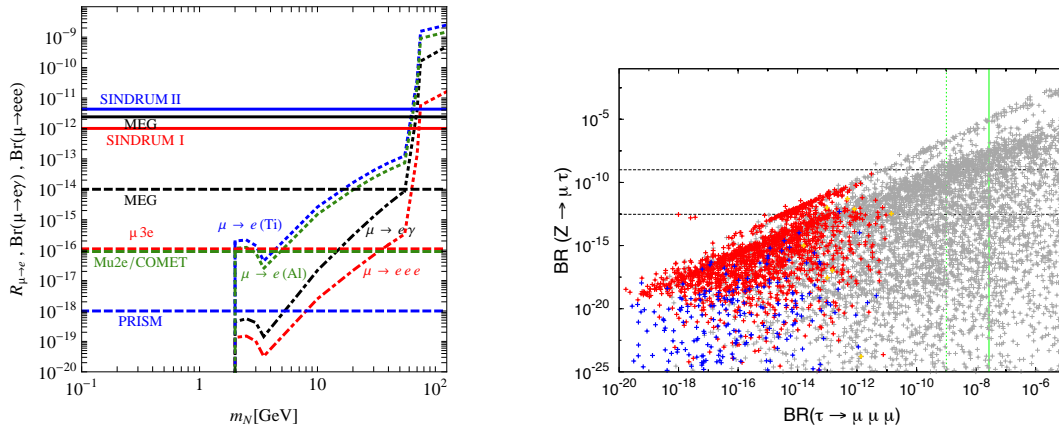 R_{μ→e} , Br(μ→eγ) , Br(μ→eee)
10^{-9}
10^{-10}
10^{-11}
10^{-12}
10^{-13}
10^{-14}
10^{-15}
10^{-16}
10^{-17}
10^{-18}
10^{-19}
10^{-20}
SINDRUM II
MEG
SINDRUM I
MEG
μ3e
Mu2e/COMET
PRISM
μ → e (Ti)
μ → e γ
μ → e (Al)
μ → e e e
10^{-1}
1
10
10^2
m_N[GeV]
BR (Z → μ τ)
10^{-5}
10^{-10}
10^{-15}
10^{-20}
10^{-25}
10^{-20}
10^{-18}
10^{-16}
10^{-14}
10^{-12}
10^{-10}
10^{-8}
10^{-6}
BR(τ → μ μ μ)